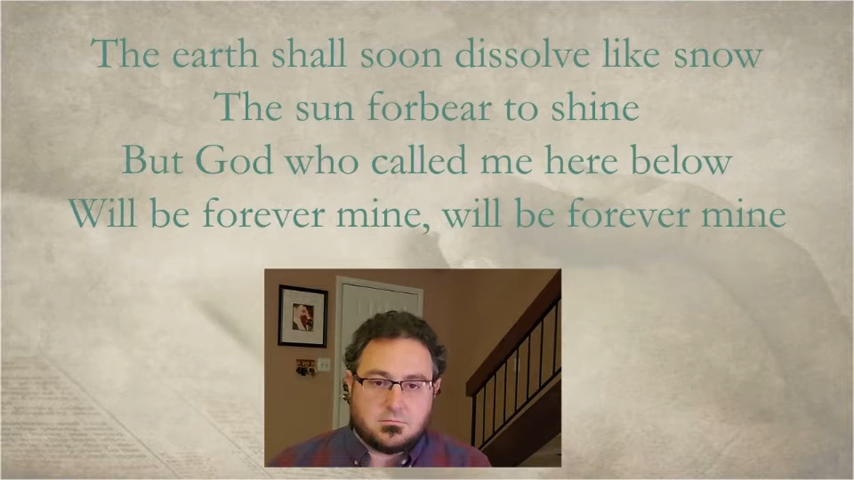 The earth shall soon dissolve like snow
The sun forbear to shine
But God who called me here below
Will be forever mine, will be forever mine